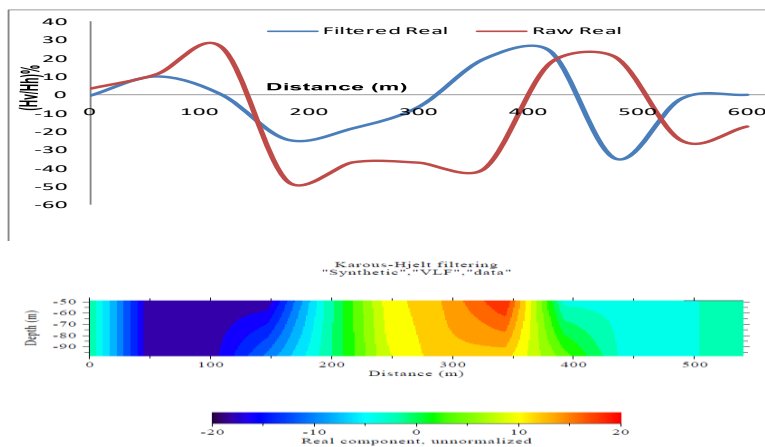 40
Filtered Real
Raw Real
30
20
10
0
-10
-20
-30
-40
-50
-60
(Hv/Hh)%
Distance (m)
0 100 200 300 400 500 600
Karous-Hjelt filtering
"Synthetic","VLF","data"
Depth (m)
-50
-60
-70
-80
-90
0 100 200 300 400 500
Distance (m)
-20 -10 0 10 20
Real component, unnormalized